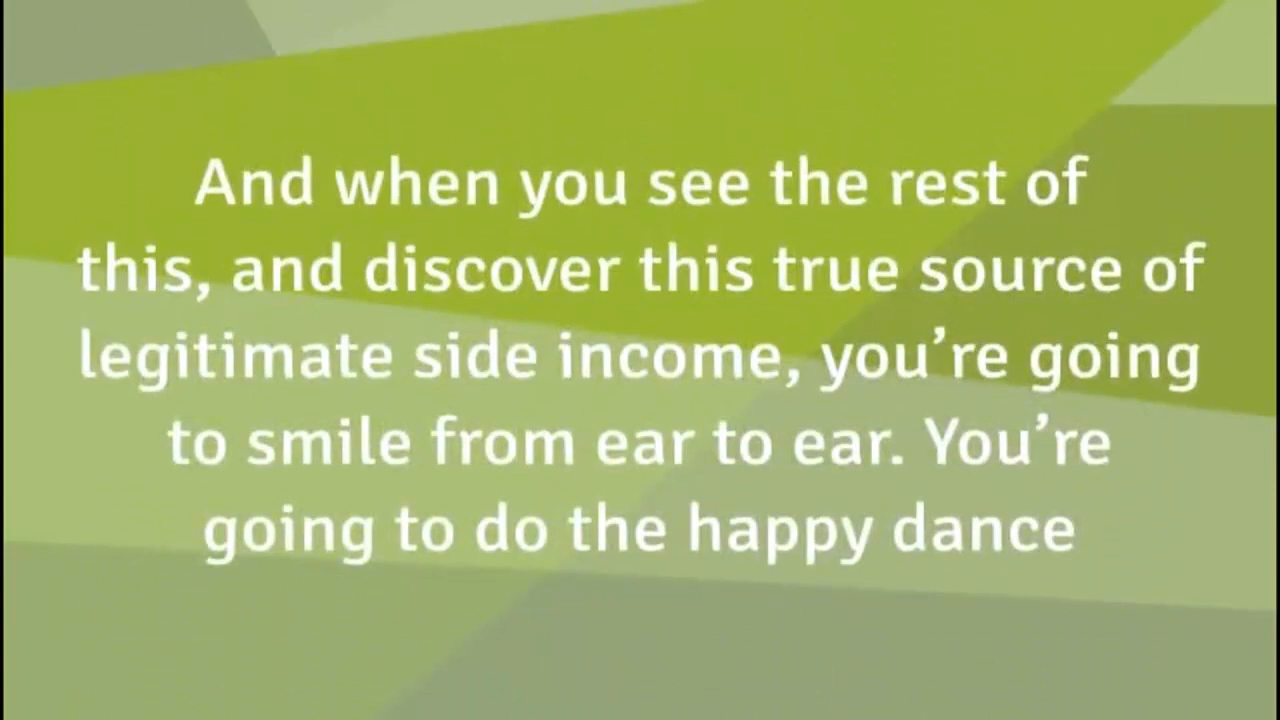 And when you see the rest of
this, and discover this true source of
legitimate side income, you’re going
to smile from ear to ear. You’re
going to do the happy dance